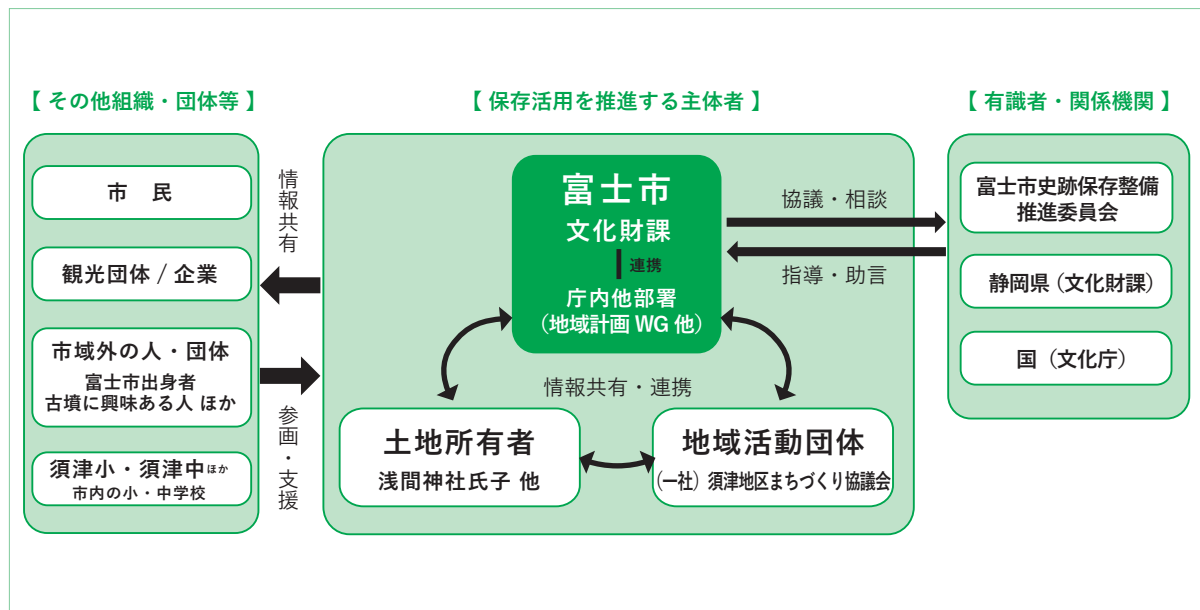 【 その他組織・団体等 】
市　民
観光団体 / 企業
市域外の人・団体
富士市出身者
古墳に興味ある人 ほか
須津小・須津中ほか
市内の小・中学校
情報共有
参画・支援
【 保存活用を推進する主体者 】
富士市
文化財課
連携
庁内他部署
(地域計画 WG 他)
情報共有・連携
土地所有者
浅間神社氏子 他
地域活動団体
(一社) 須津地区まちづくり協議会
協議・相談
指導・助言
【 有識者・関係機関 】
富士市史跡保存整備
推進委員会
静岡県 (文化財課)
国（文化庁）